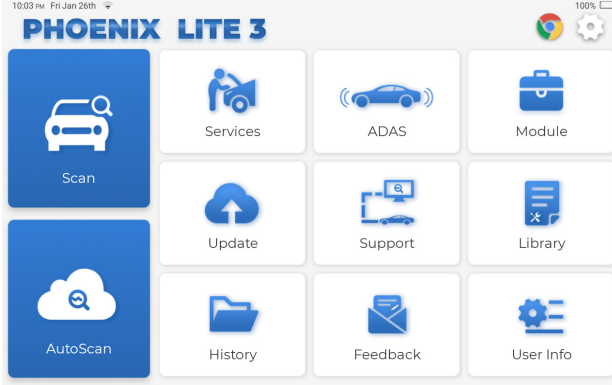 10:03 PM Fri Jan 26th 100%
PHOENIX LITE 3
Services ADAS Module
Scan
Update Support Library
AutoScan
History Feedback User Info